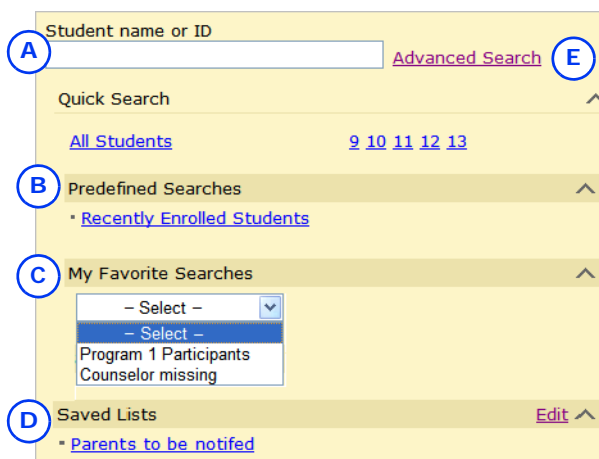 Student name or ID
A
Advanced Search E
Quick Search
All Students 9 10 11 12 13
B Predefined Searches
Recently Enrolled Students
C My Favorite Searches
– Select –
– Select –
Program 1 Participants
Counselor missing
D Saved Lists Edit
Parents to be notifed